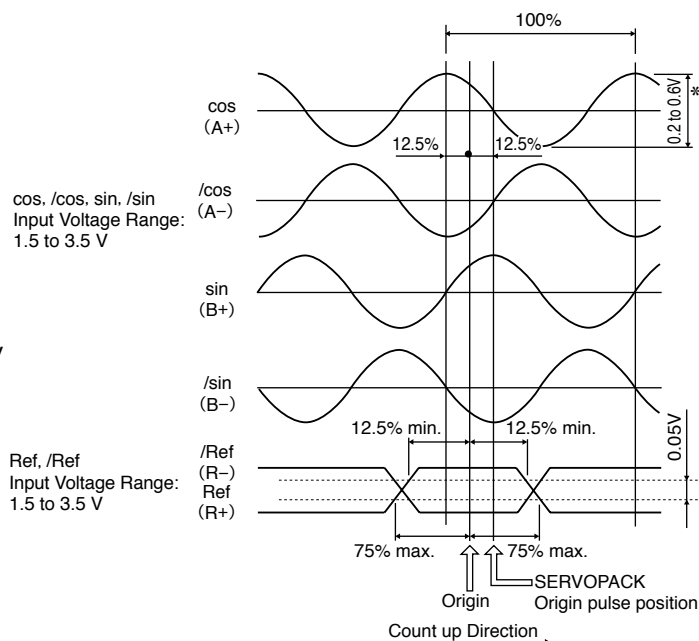 100%
cos
(A+)
0.2 to 0.6V
*
12.5%
12.5%
/cos
(A−)
cos, /cos, sin, /sin
Input Voltage Range:
1.5 to 3.5 V
sin
(B+)
/sin
(B−)
12.5% min.
12.5% min.
0.05V
/Ref
(R−)
Ref
(R+)
Ref, /Ref
Input Voltage Range:
1.5 to 3.5 V
75% max.
75% max.
SERVOPACK
Origin pulse position
Origin
Count up Direction